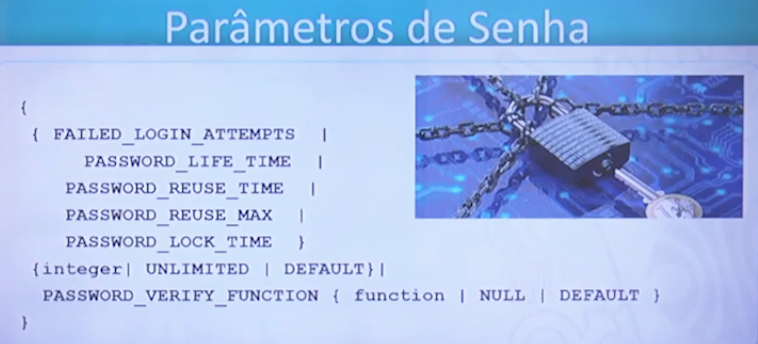 Parâmetros de Senha
{
{ FAILED_LOGIN_ATTEMPTS |
PASSWORD_LIFE_TIME |
PASSWORD_REUSE_TIME |
PASSWORD_REUSE_MAX |
PASSWORD_LOCK_TIME }
{integer| UNLIMITED | DEFAULT}|
PASSWORD_VERIFY_FUNCTION { function | NULL | DEFAULT }
}